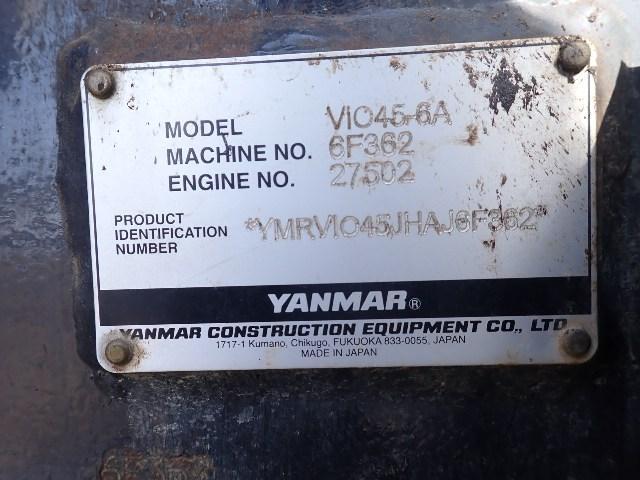 MODEL VIO45-6A
MACHINE NO. 6F362
ENGINE NO. 27502
PRODUCT
IDENTIFICATION
NUMBER
*YMRVIO45JHAJ6F362*
YANMAR®
YANMAR CONSTRUCTION EQUIPMENT CO., LTD.
1717-1 Kumano, Chikugo, FUKUOKA 833-0055, JAPAN
MADE IN JAPAN